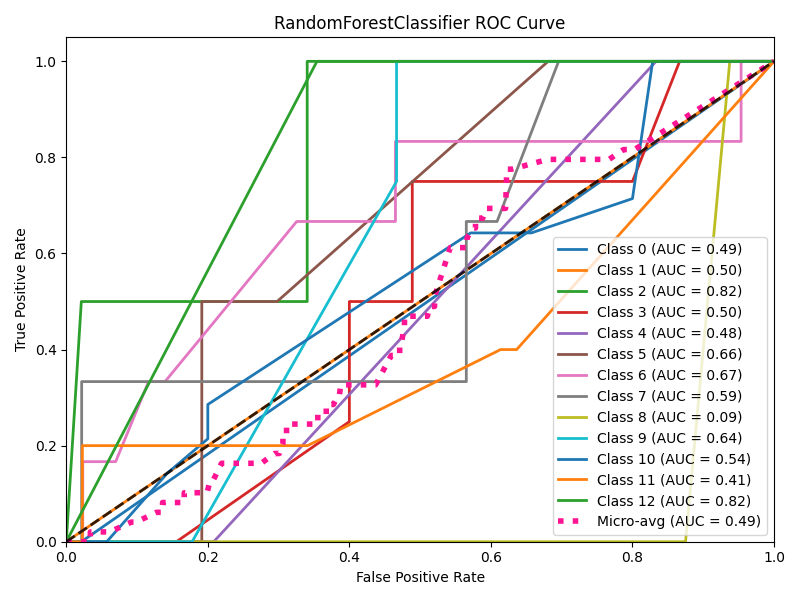 RandomForestClassifier ROC Curve
True Positive Rate
1.0
0.8
0.6
0.4
0.2
0.0
0.0 0.2 0.4 0.6 0.8 1.0
False Positive Rate
Class 0 (AUC = 0.49)
Class 1 (AUC = 0.50)
Class 2 (AUC = 0.82)
Class 3 (AUC = 0.50)
Class 4 (AUC = 0.48)
Class 5 (AUC = 0.66)
Class 6 (AUC = 0.67)
Class 7 (AUC = 0.59)
Class 8 (AUC = 0.09)
Class 9 (AUC = 0.64)
Class 10 (AUC = 0.54)
Class 11 (AUC = 0.41)
Class 12 (AUC = 0.82)
Micro-avg (AUC = 0.49)